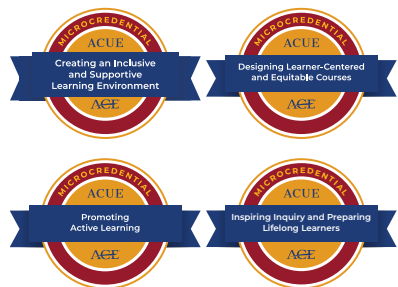 MICROCREDENTIAL
ACUE
Creating an Inclusive
and Supportive
Learning Environment
ACE
MICROCREDENTIAL
ACUE
Designing Learner-Centered
and Equitable Courses
ACE
MICROCREDENTIAL
ACUE
Promoting
Active Learning
ACE
MICROCREDENTIAL
ACUE
Inspiring Inquiry and Preparing
Lifelong Learners
ACE